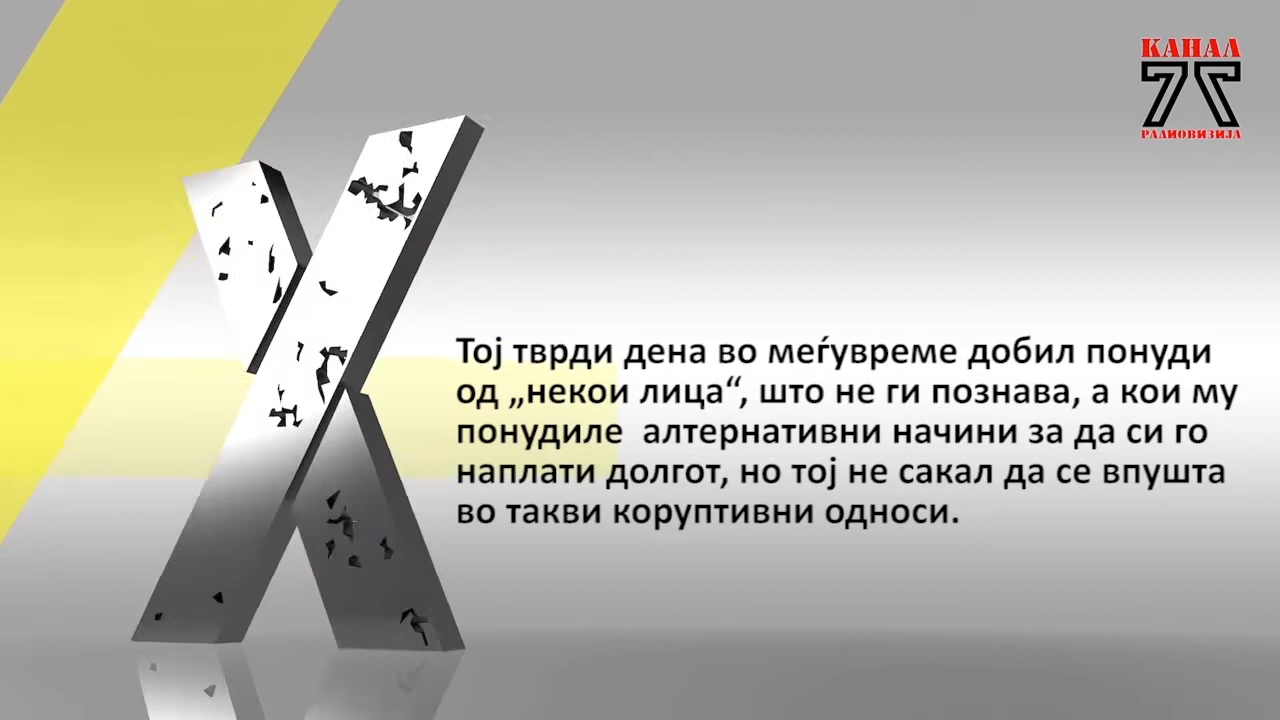 КАНАЛ
77
РАДИОВИЗИЈА
Тој тврди дена во меѓувреме добил понуди
од „некои лица“, што не ги познава, а кои му
понудиле  алтернативни начини за да си го
наплати долгот, но тој не сакал да се впушта
во такви коруптивни односи.